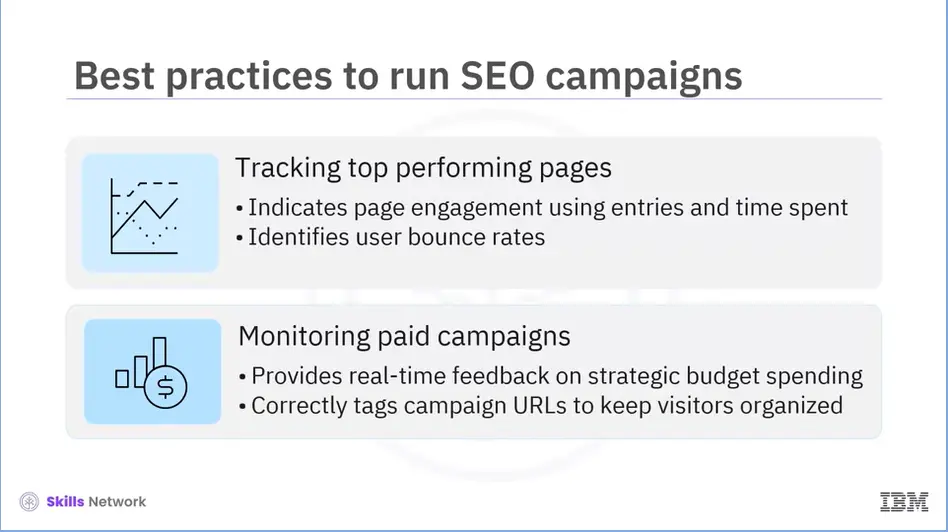 Best practices to run SEO campaigns
Tracking top performing pages
• Indicates page engagement using entries and time spent
• Identifies user bounce rates
Monitoring paid campaigns
• Provides real-time feedback on strategic budget spending
• Correctly tags campaign URLs to keep visitors organized
$
Skills Network
IBM